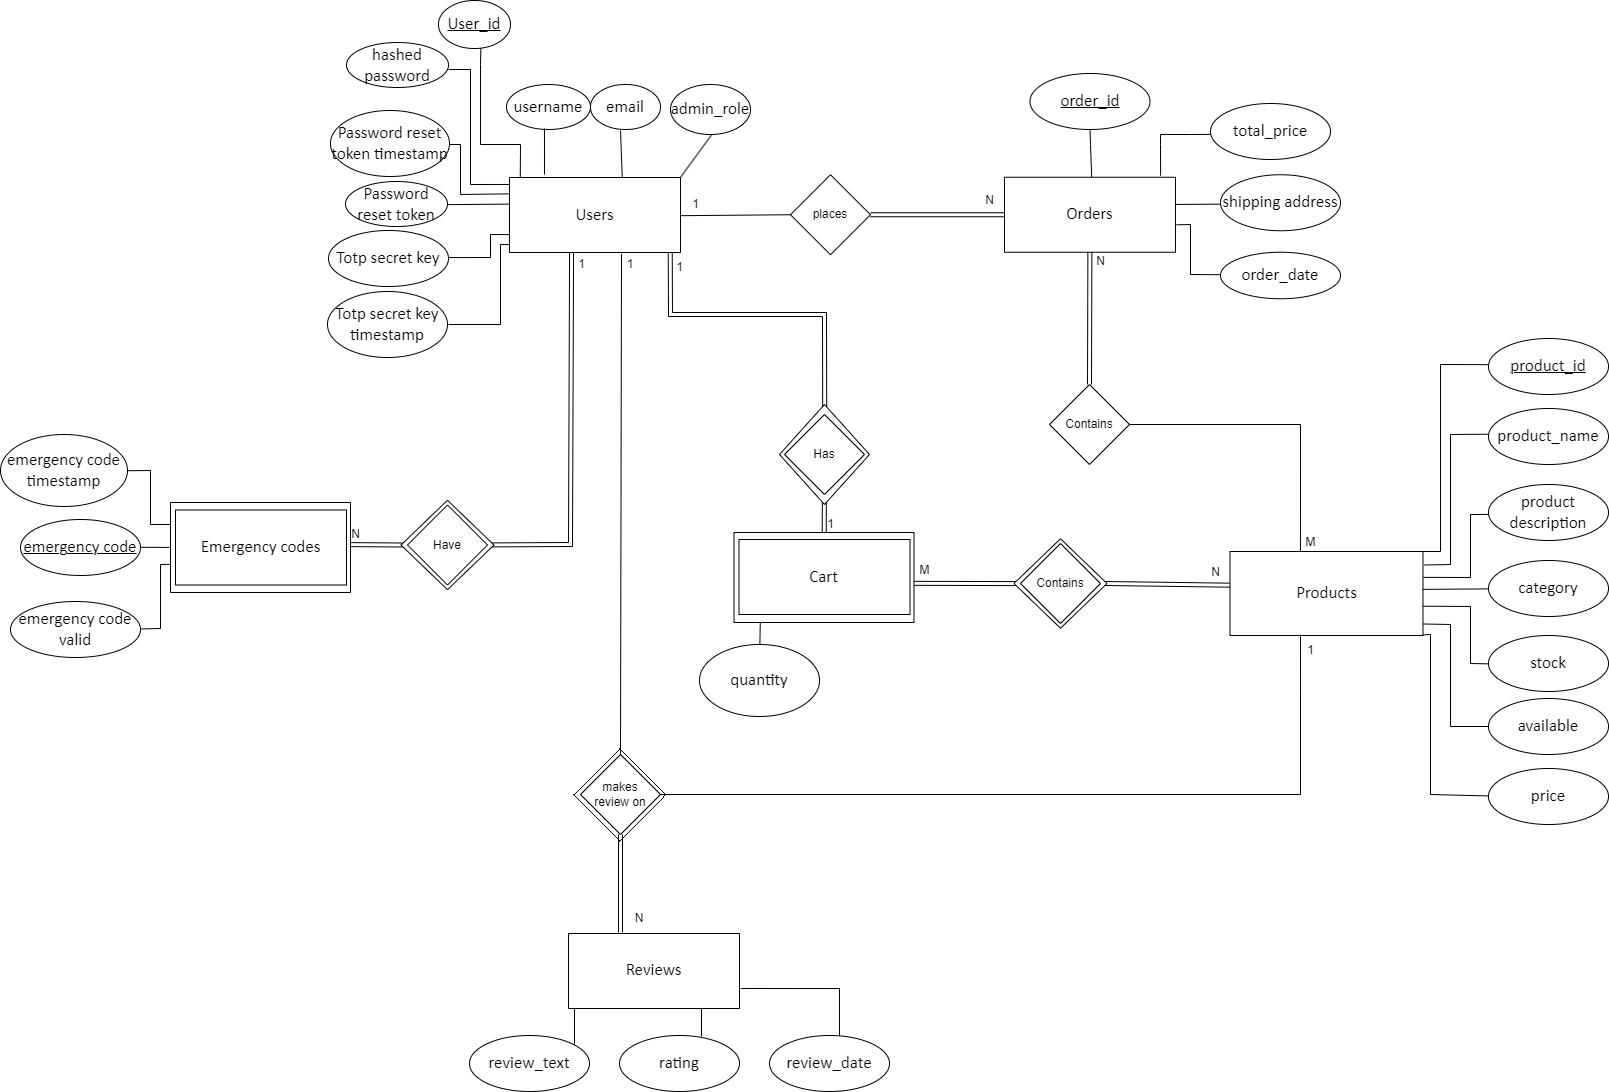 User_id
hashed
password
username
email
admin_role
order_id
total_price
Password reset
token timestamp
Password
reset token
Users
1
places
N
Orders
shipping address
Totp secret key
1
1
1
N
order_date
Totp secret key
timestamp
product_id
Contains
product_name
emergency code
timestamp
Has
product
description
N
1
M
emergency code
Emergency codes
Have
Cart
M
Contains
N
Products
category
emergency code
valid
1
stock
quantity
available
makes
review on
price
N
Reviews
review_text
rating
review_date